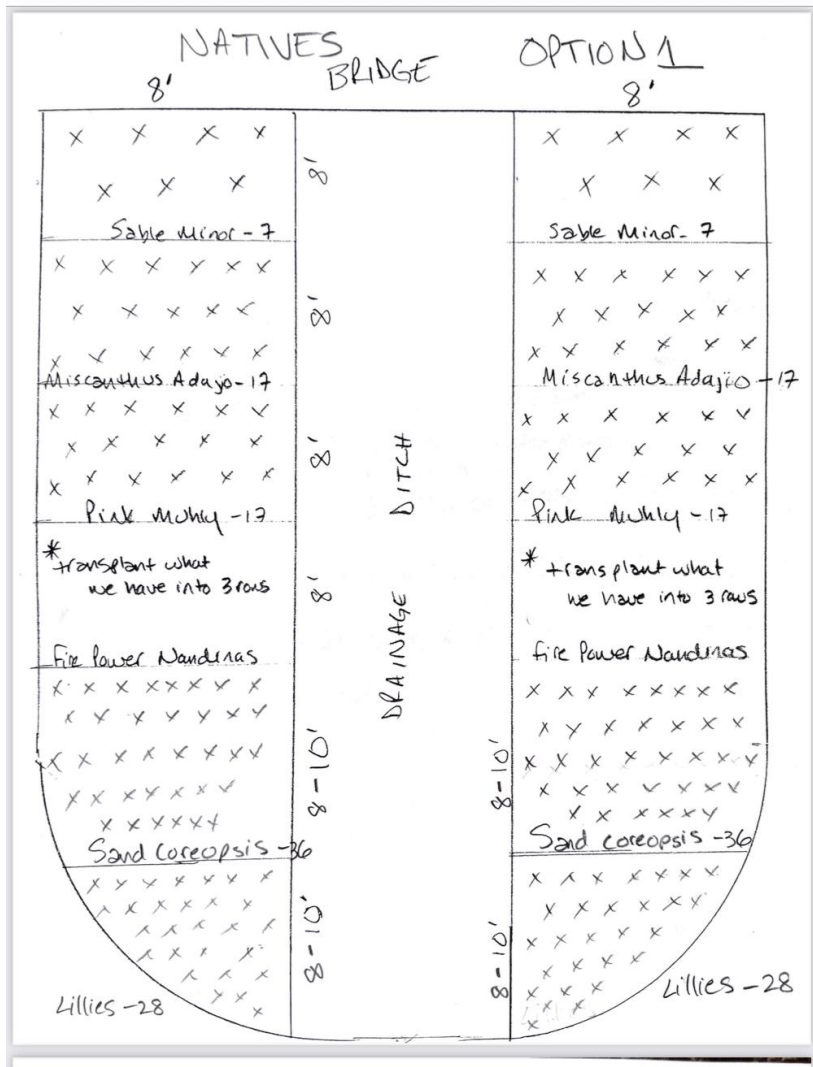 NATIVES OPTION 1
BRIDGE
8' 8'
8'
Sable Minor - 7 Sable Minor - 7
8'
Miscanthus Adajo - 17 Miscanthus Adajio - 17
8'
DRAINAGE DITCH
Pink Muhly - 17 Pink Muhly - 17
* transplant what * transplant what
we have into 3 rows we have into 3 rows
8'
Fire Power Nandinas Fire Power Nandinas
8-10' 8-10'
Sand Coreopsis - 36 Sand Coreopsis - 36
8-10' 8-10'
Lillies - 28 Lillies - 28